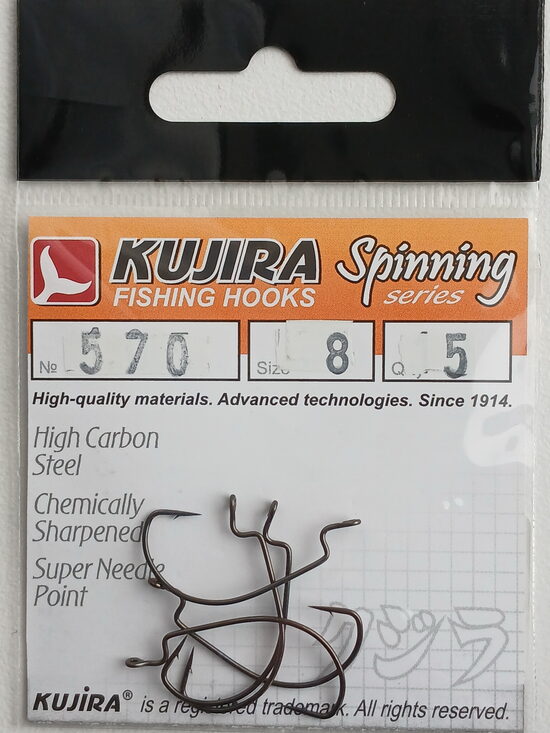 KUJIRA Spinning
FISHING HOOKS series
№ 570 Size 8 Q 5
High-quality materials. Advanced technologies. Since 1914.
High Carbon
Steel
Chemically
Sharpened
Super Needle
Point
クジラ
KUJIRA® is a registered trademark. All rights reserved.